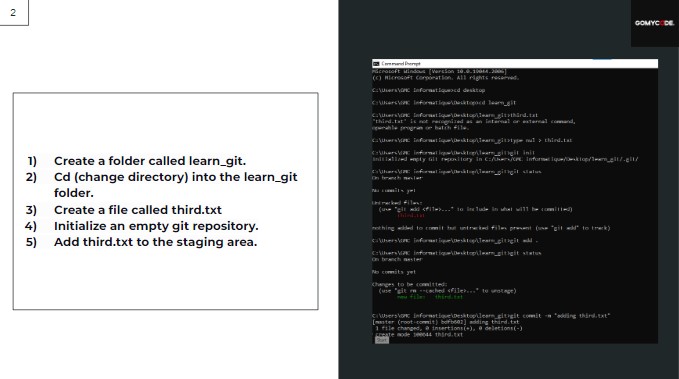 2
GOMYCODE.
1) Create a folder called learn_git.
2) Cd (change directory) into the learn_git
folder.
3) Create a file called third.txt
4) Initialize an empty git repository.
5) Add third.txt to the staging area.
Command Prompt
Microsoft Windows [Version 10.0.19044.2006]
(c) Microsoft Corporation. All rights reserved.
C:\Users\GMC Informatique>cd desktop
C:\Users\GMC Informatique\Desktop>cd learn_git
C:\Users\GMC Informatique\Desktop\learn_git>third.txt
'third.txt' is not recognized as an internal or external command,
operable program or batch file.
C:\Users\GMC Informatique\Desktop\learn_git>type nul > third.txt
C:\Users\GMC Informatique\Desktop\learn_git>git init
Initialized empty Git repository in C:/Users/GMC Informatique/Desktop/learn_git/.git/
C:\Users\GMC Informatique\Desktop\learn_git>git status
On branch master
No commits yet
Untracked files:
(use "git add <file>..." to include in what will be committed)
third.txt
nothing added to commit but untracked files present (use "git add" to track)
C:\Users\GMC Informatique\Desktop\learn_git>git add .
C:\Users\GMC Informatique\Desktop\learn_git>git status
On branch master
No commits yet
Changes to be committed:
(use "git rm --cached <file>..." to unstage)
new file: third.txt
C:\Users\GMC Informatique\Desktop\learn_git>git commit -m "adding third.txt"
[master (root-commit) bdfb602] adding third.txt
1 file changed, 0 insertions(+), 0 deletions(-)
create mode 100644 third.txt